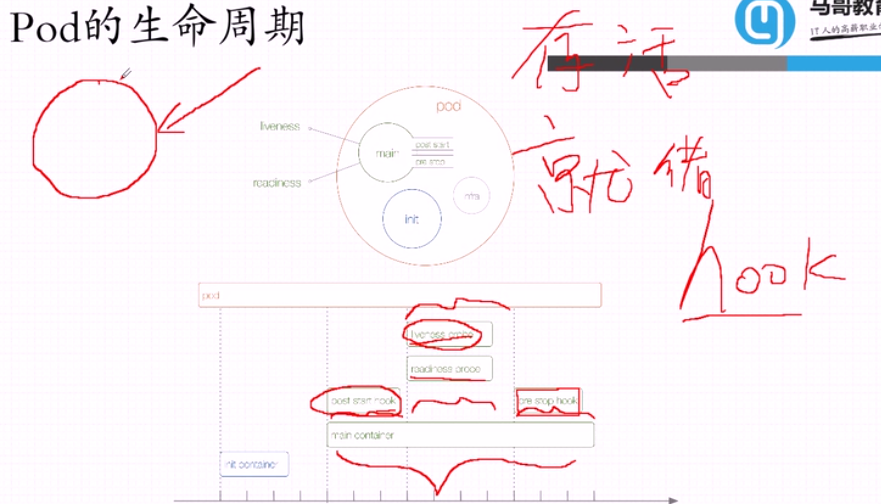 Pod的生命周期
马哥教育
IT人的高薪职业
存活
pod
liveness
main
post start
pre stop
readiness
就绪
infra
init
hook
pod
liveness probe
readiness probe
post start hook
pre stop hook
main container
init container